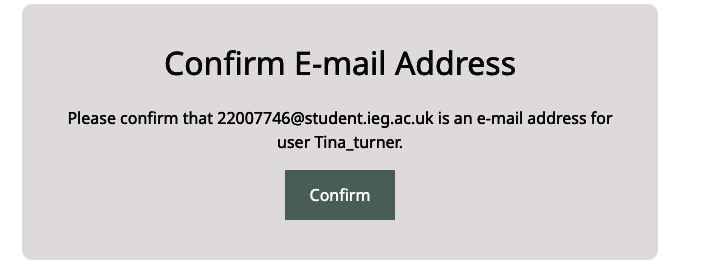 Confirm E-mail Address
Please confirm that 22007746@student.ieg.ac.uk is an e-mail address for
user Tina_turner.
Confirm